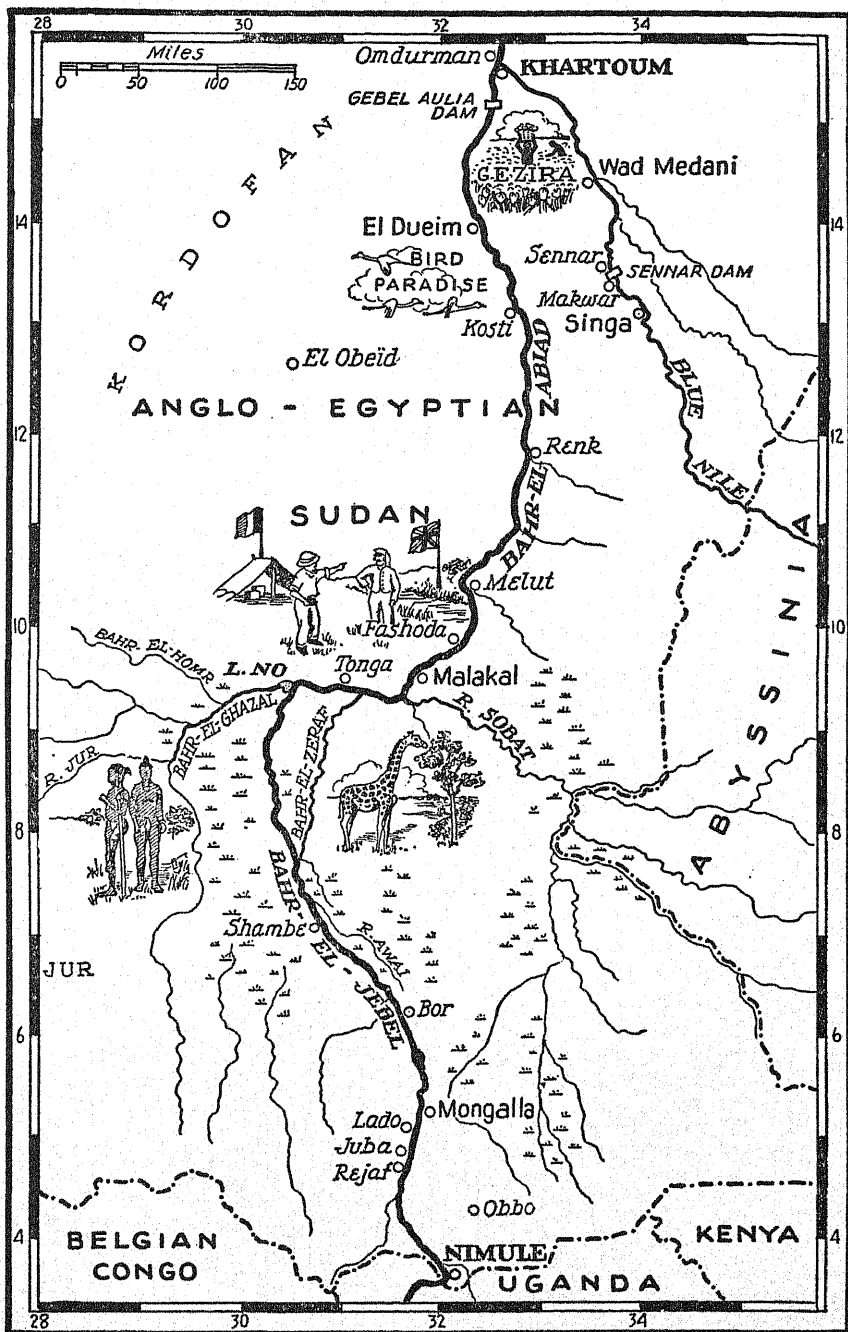 28 30 32 34
Miles
0 50 100 150
Omdurman
KHARTOUM
GEBEL AULIA
DAM
KORDOFAN
GEZIRA
Wad Medani
14
El Dueim
BIRD
PARADISE
Sennar
SENNAR DAM
Makwar
Kosti
Singa
El Obeïd
ANGLO - EGYPTIAN
12
BAHR-EL-ABIAD
BLUE NILE
Renk
SUDAN
Melut
10
Fashoda
BAHR-EL-HOMR
L. NO
Tonga
Malakal
BAHR-EL-GHAZAL
BAHR-EL-ZERAF
R. SOBAT
R. JUR
ABYSSINIA
8
BAHR-EL-JEBEL
Shambe
R. AWAI
JUR
Bor
6
Mongalla
Lado
Juba
Rejaf
Obbo
4
BELGIAN
CONGO
NIMULE
UGANDA
KENYA
14
12
10
8
6
4
28 30 32 34